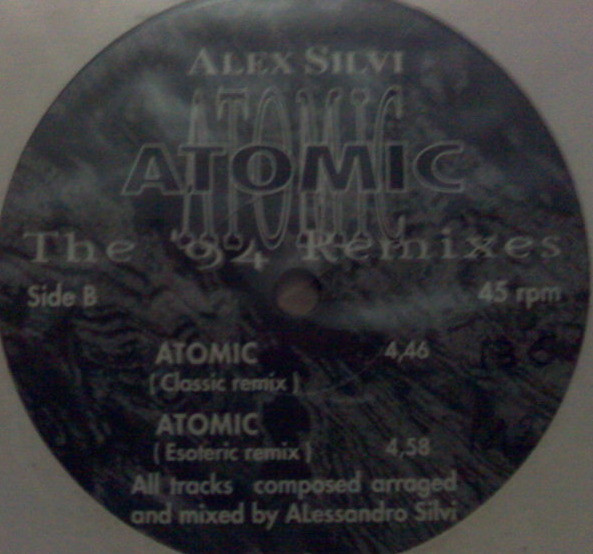 ALEX SILVI
ATOMIC
ATOMIC
The '94 Remixes
Side B 45 rpm
ATOMIC 4,46
( Classic remix )
ATOMIC
( Esoteric remix ) 4,58
All tracks composed arraged
and mixed by ALessandro Silvi